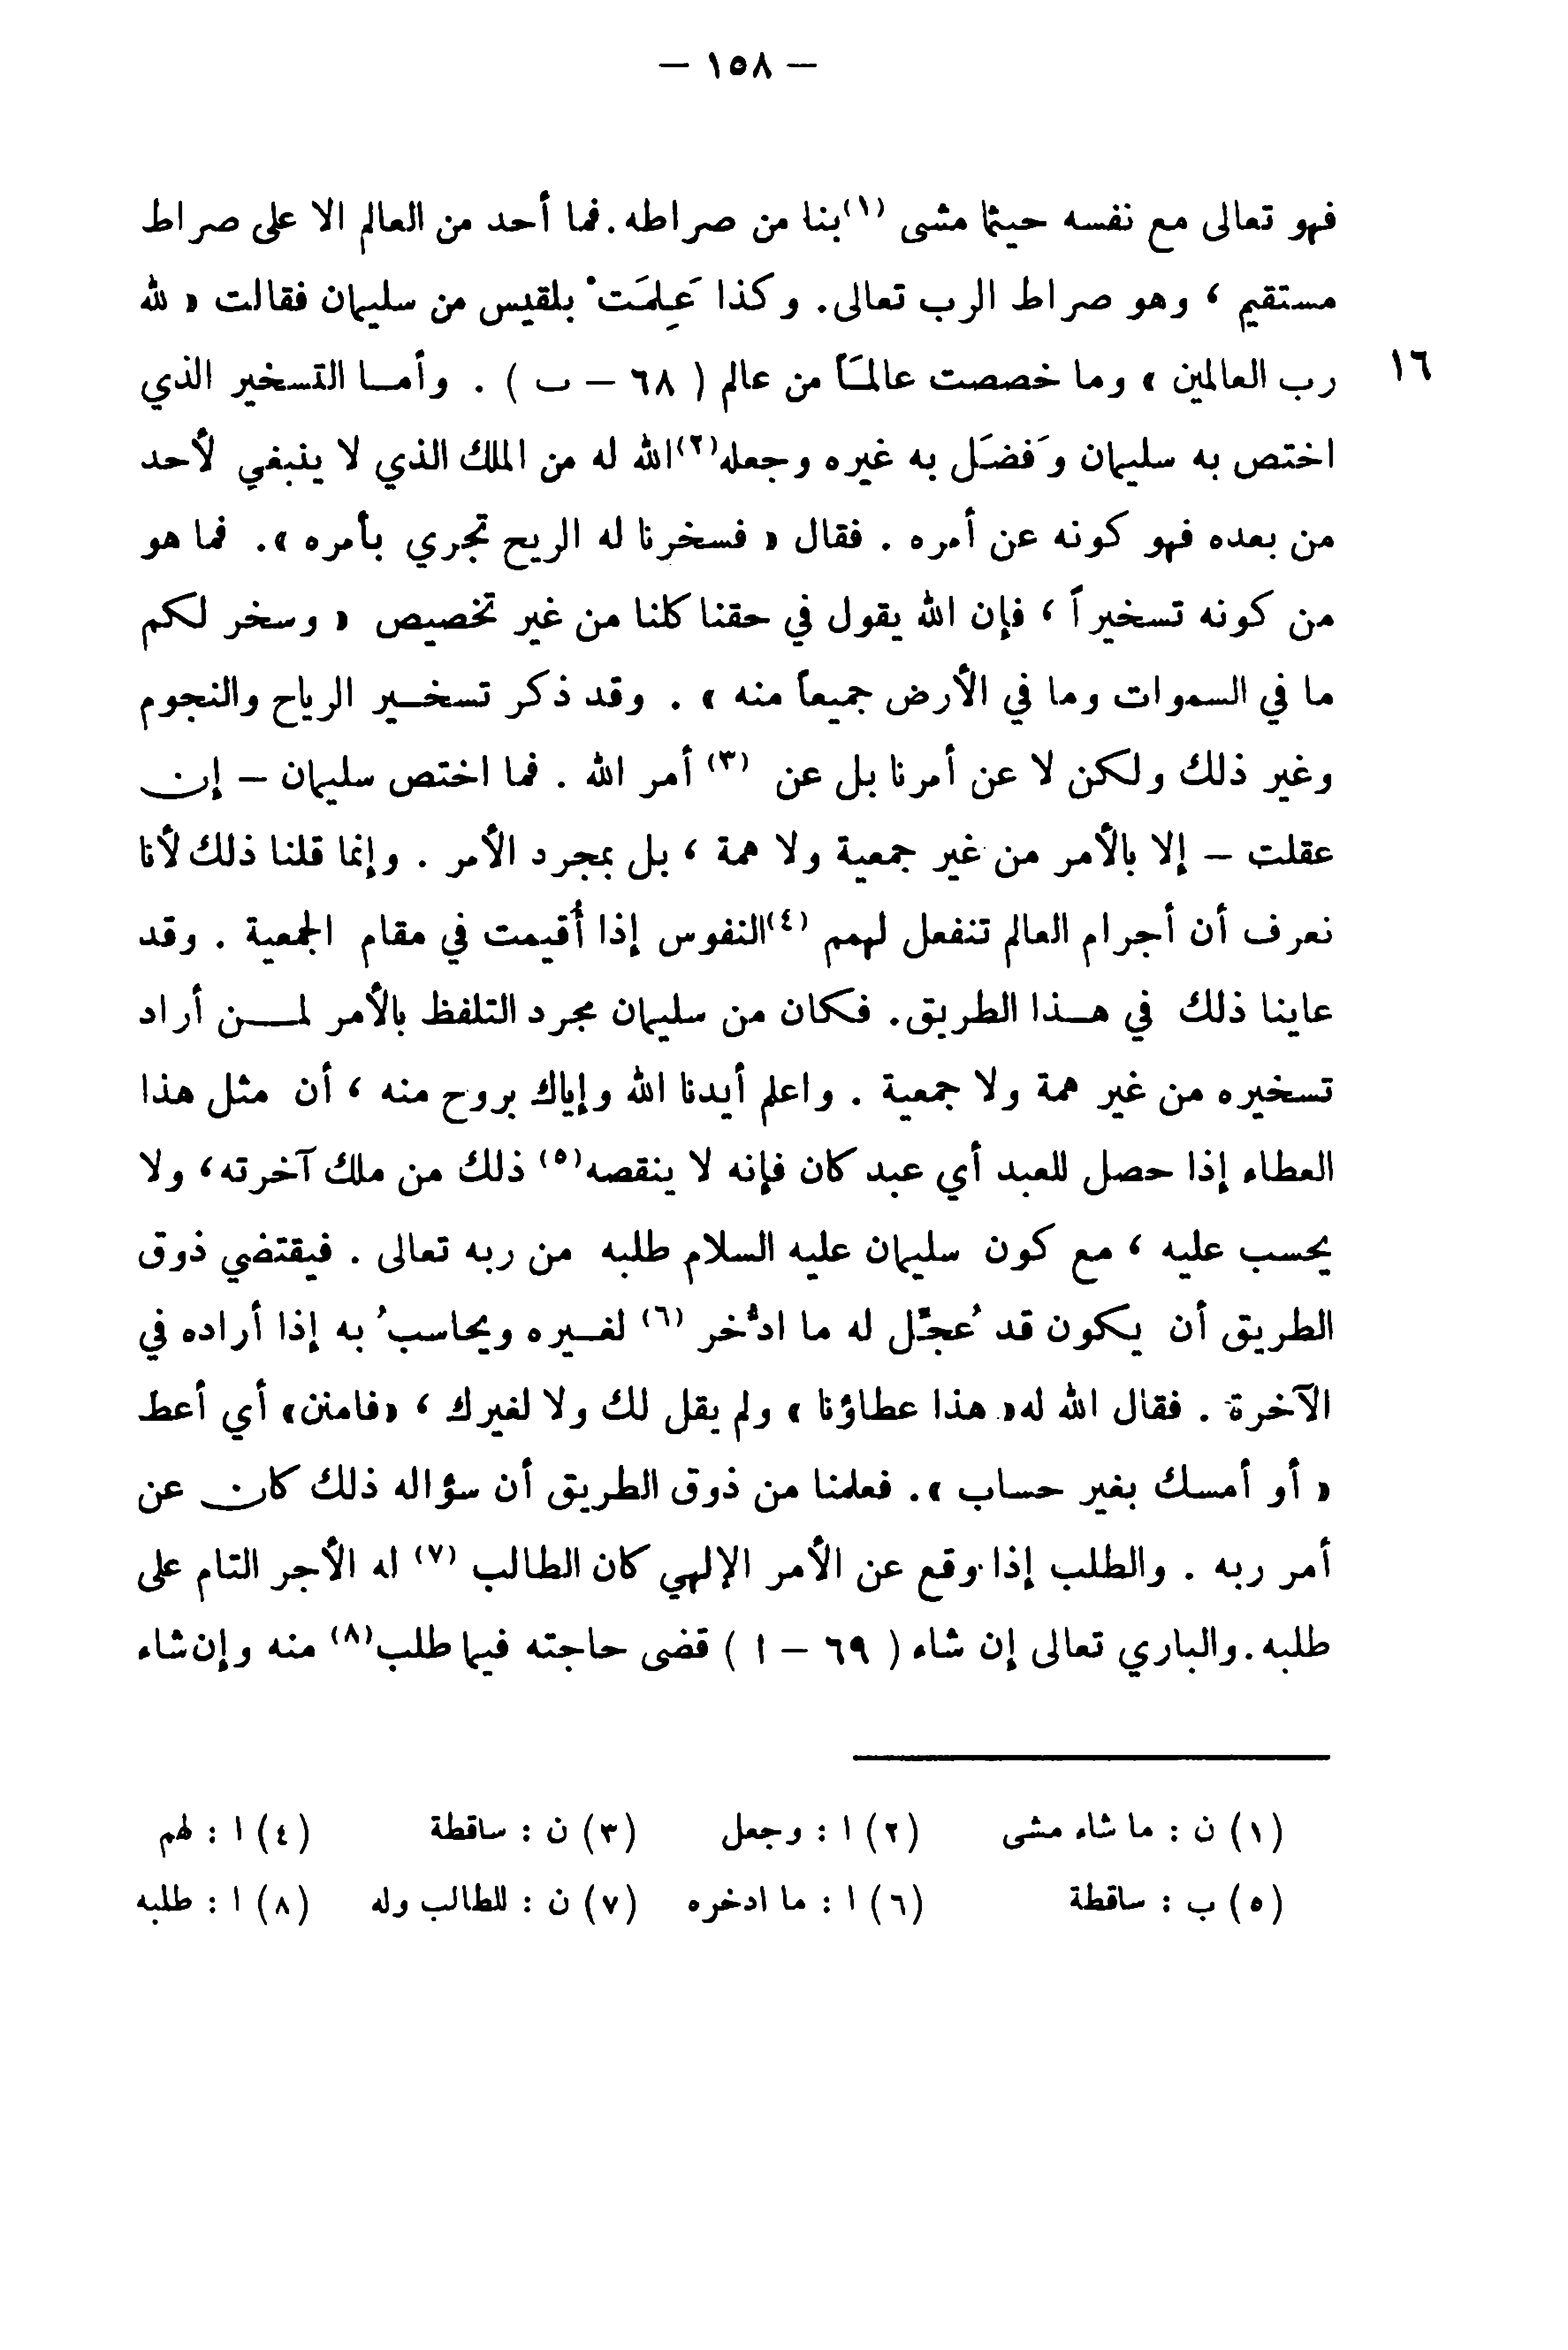 – ١٥٨ –
فهو تعالى مع نفسه حيثما مشى (١) بنا من صراطه. فما أحد من العالم الا على صراط
مستقيم ، وهو صراط الرب تعالى. وكذا عَلِمَتْ بلقيس من سليمان فقالت « لله
١٦ رب العالمين » وما خصصت عالَماً من عالم ( ٦٨ – ب ) . وأمـا التسخير الذي
اختص به سليمان وفَضَل به غيره وجعله (٢) الله له من الملك الذي لا ينبغي لأحد
من بعده فهو كونه عن أمره . فقال « فسخرنا له الريح تجري بأمره ». فما هو
من كونه تسخيراً ، فإن الله يقول في حقنا كلنا من غير تخصيص « وسخر لكم
ما في السموات وما في الأرض جميعاً منه » . وقد ذكر تسخـير الرياح والنجوم
وغير ذلك ولكن لا عن أمرنا بل عن (٣) أمر الله . فما اختص سليمان – إن
عقلت – إلا بالأمر من غير جمعية ولا همة ، بل بمجرد الأمر . وإنما قلنا ذلك لأنا
نعرف أن أجرام العالم تنفعل لهمم (٤) النفوس إذا أُقيمت في مقام الجمعية . وقد
عاينا ذلك في هـذا الطريق. فكان من سليمان مجرد التلفظ بالأمر لمـن أراد
تسخيره من غير همة ولا جمعية . واعلم أيدنا الله وإياك بروح منه ، أن مثل هذا
العطاء إذا حصل للعبد أي عبد كان فإنه لا ينقصه (٥) ذلك من ملك آخرته ، ولا
يحسب عليه ، مع كون سليمان عليه السلام طلبه من ربه تعالى . فيقتضي ذوق
الطريق أن يكون قد عُجِّل له ما ادُّخر (٦) لغـيره ويحاسبُ به إذا أراده في
الآخرة . فقال الله له « هذا عطاؤنا » ولم يقل لك ولا لغيرك ، «فامنن» أي أعط
« أو أمسك بغير حساب ». فعلمنا من ذوق الطريق أن سؤاله ذلك كان عن
أمر ربه . والطلب إذا وقع عن الأمر الإلهي كان الطالب (٧) له الأجر التام على
طلبه. والباري تعالى إن شاء ( ٦٩ – ا ) قضى حاجته فيما طلب (٨) منه وإن شاء
(١) ن : ما شاء مشى (٢) ا : وجعل (٣) ن : ساقطة (٤) ا : لهم
(٥) ب : ساقطة (٦) ا : ما ادخره (٧) ن : للطالب وله (٨) ا : طلبه